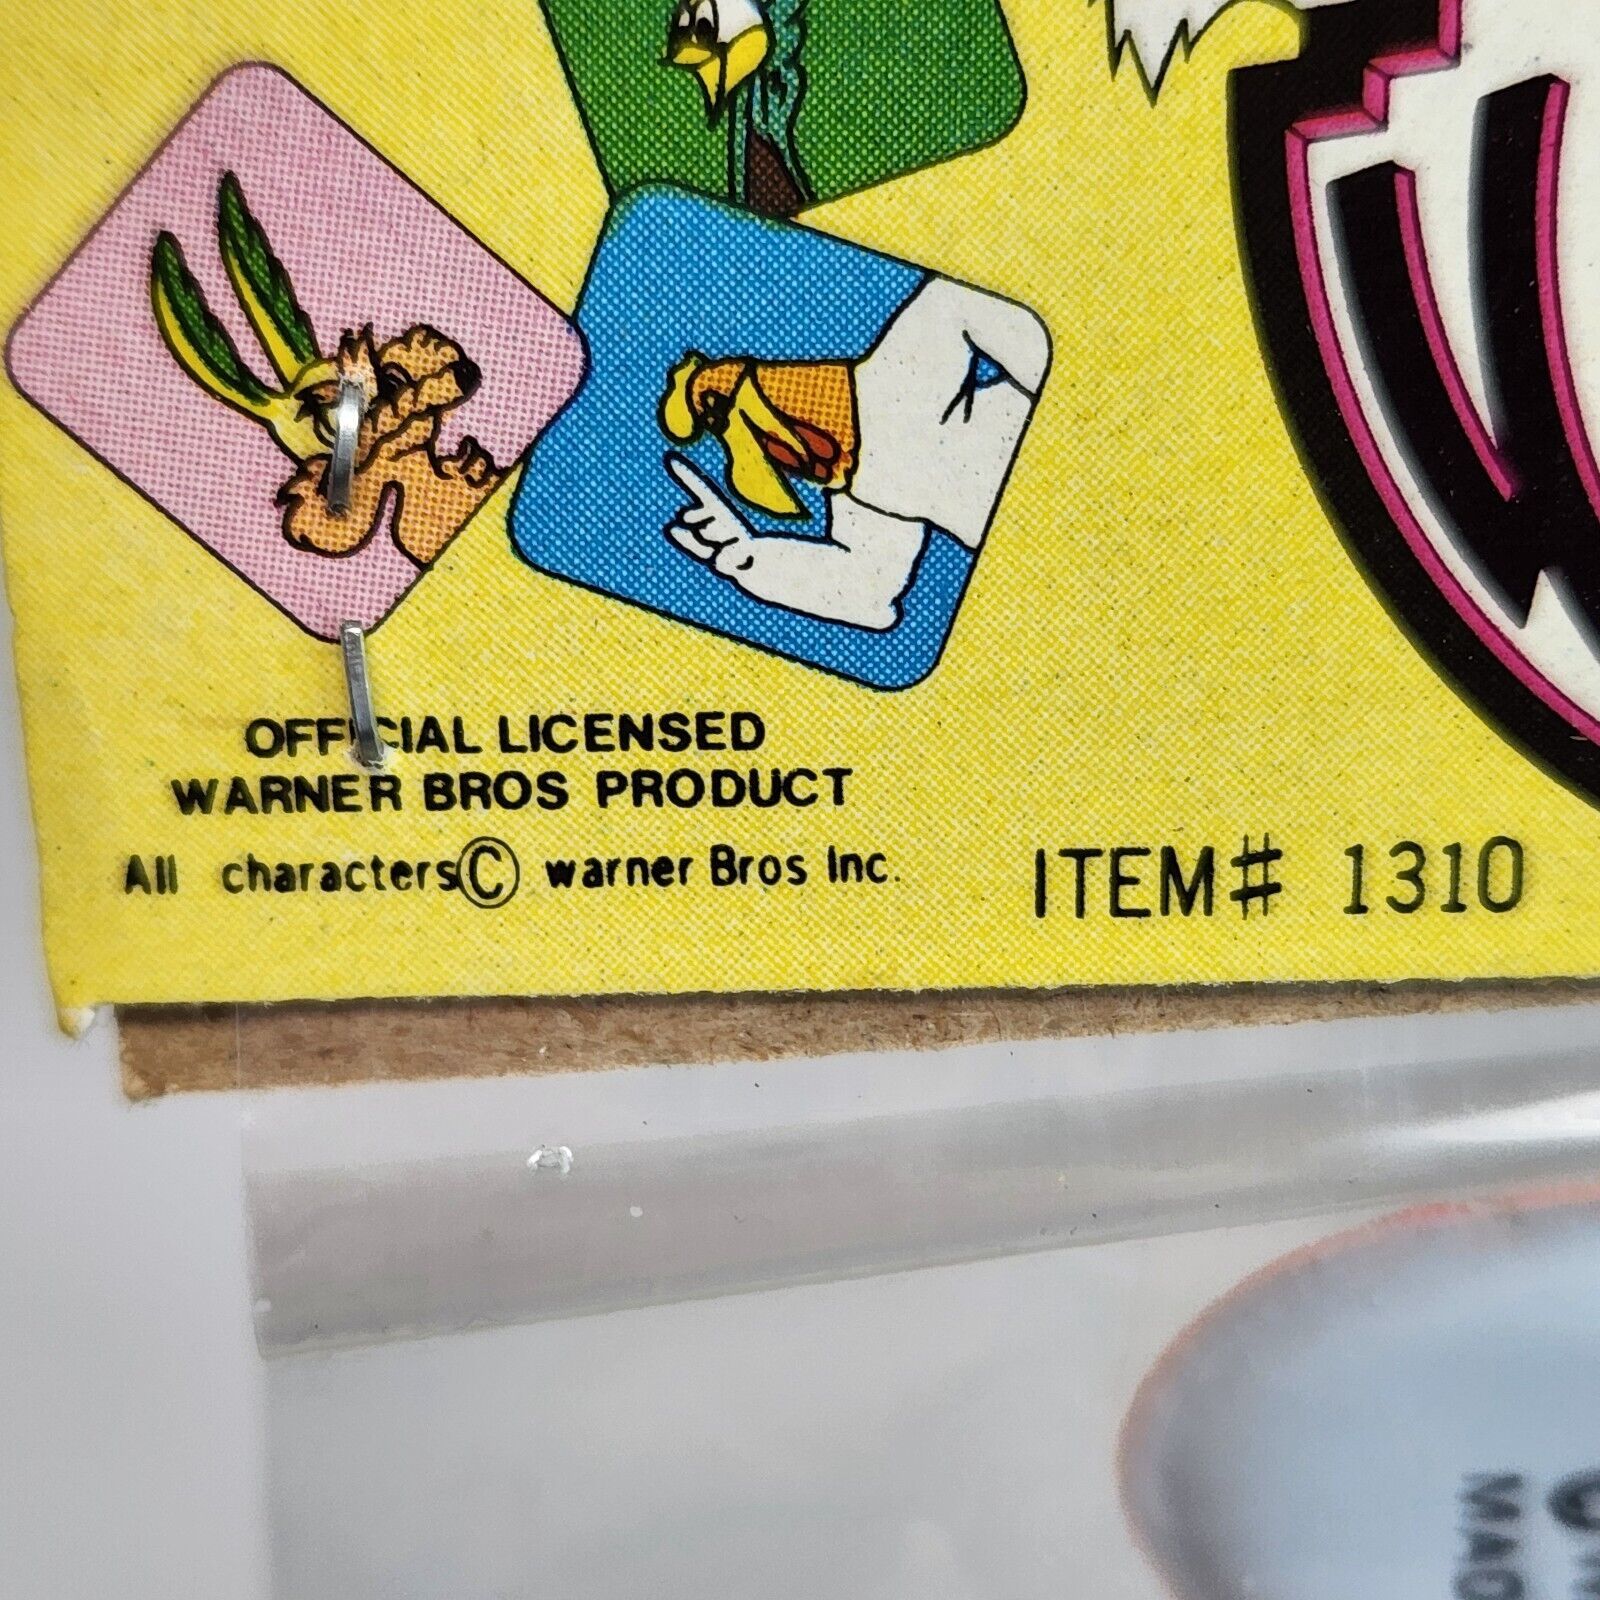 OFFICIAL LICENSED
WARNER BROS PRODUCT
All characters © warner Bros Inc.
ITEM# 1310